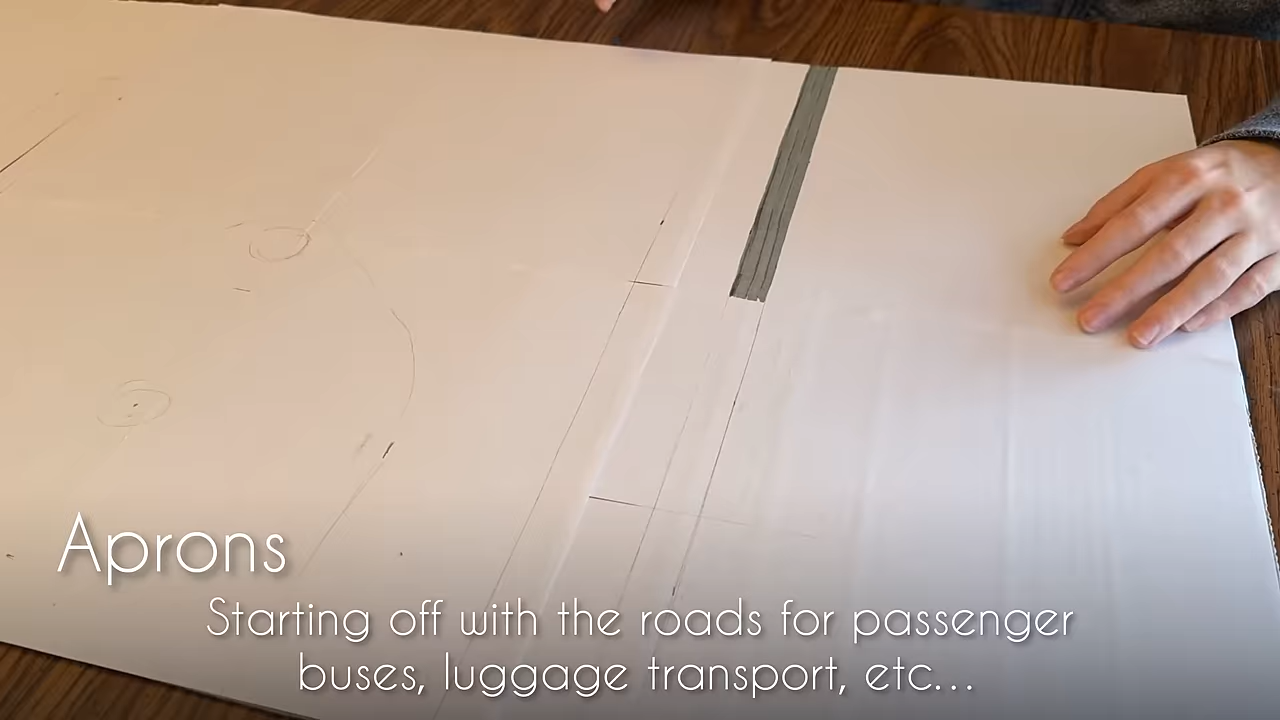 Aprons
Starting off with the roads for passenger
buses, luggage transport, etc...